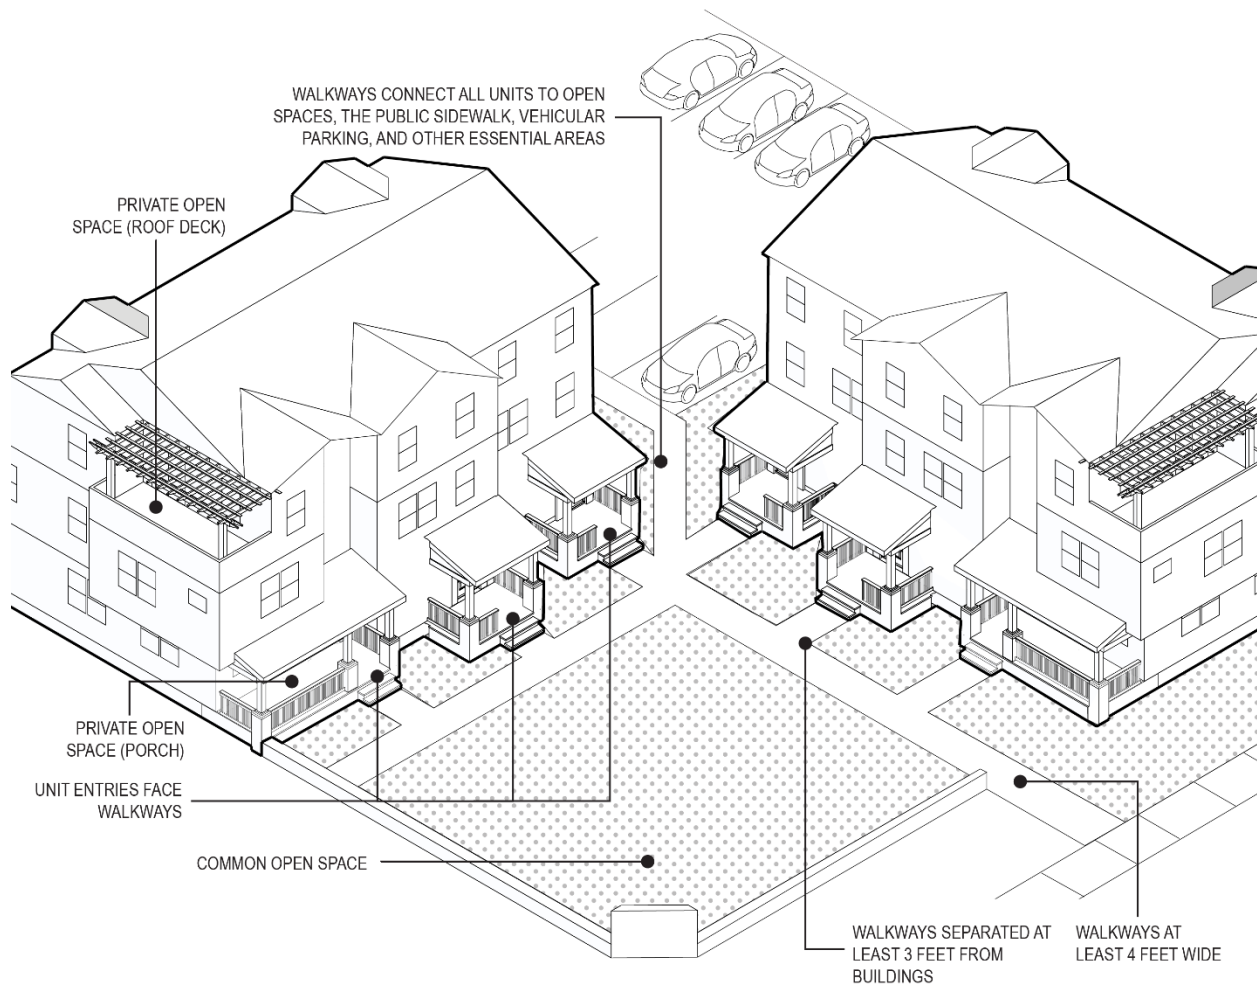 WALKWAYS CONNECT ALL UNITS TO OPEN
SPACES, THE PUBLIC SIDEWALK, VEHICULAR
PARKING, AND OTHER ESSENTIAL AREAS
PRIVATE OPEN
SPACE (ROOF DECK)
PRIVATE OPEN
SPACE (PORCH)
UNIT ENTRIES FACE
WALKWAYS
COMMON OPEN SPACE
WALKWAYS SEPARATED AT
LEAST 3 FEET FROM
BUILDINGS
WALKWAYS AT
LEAST 4 FEET WIDE